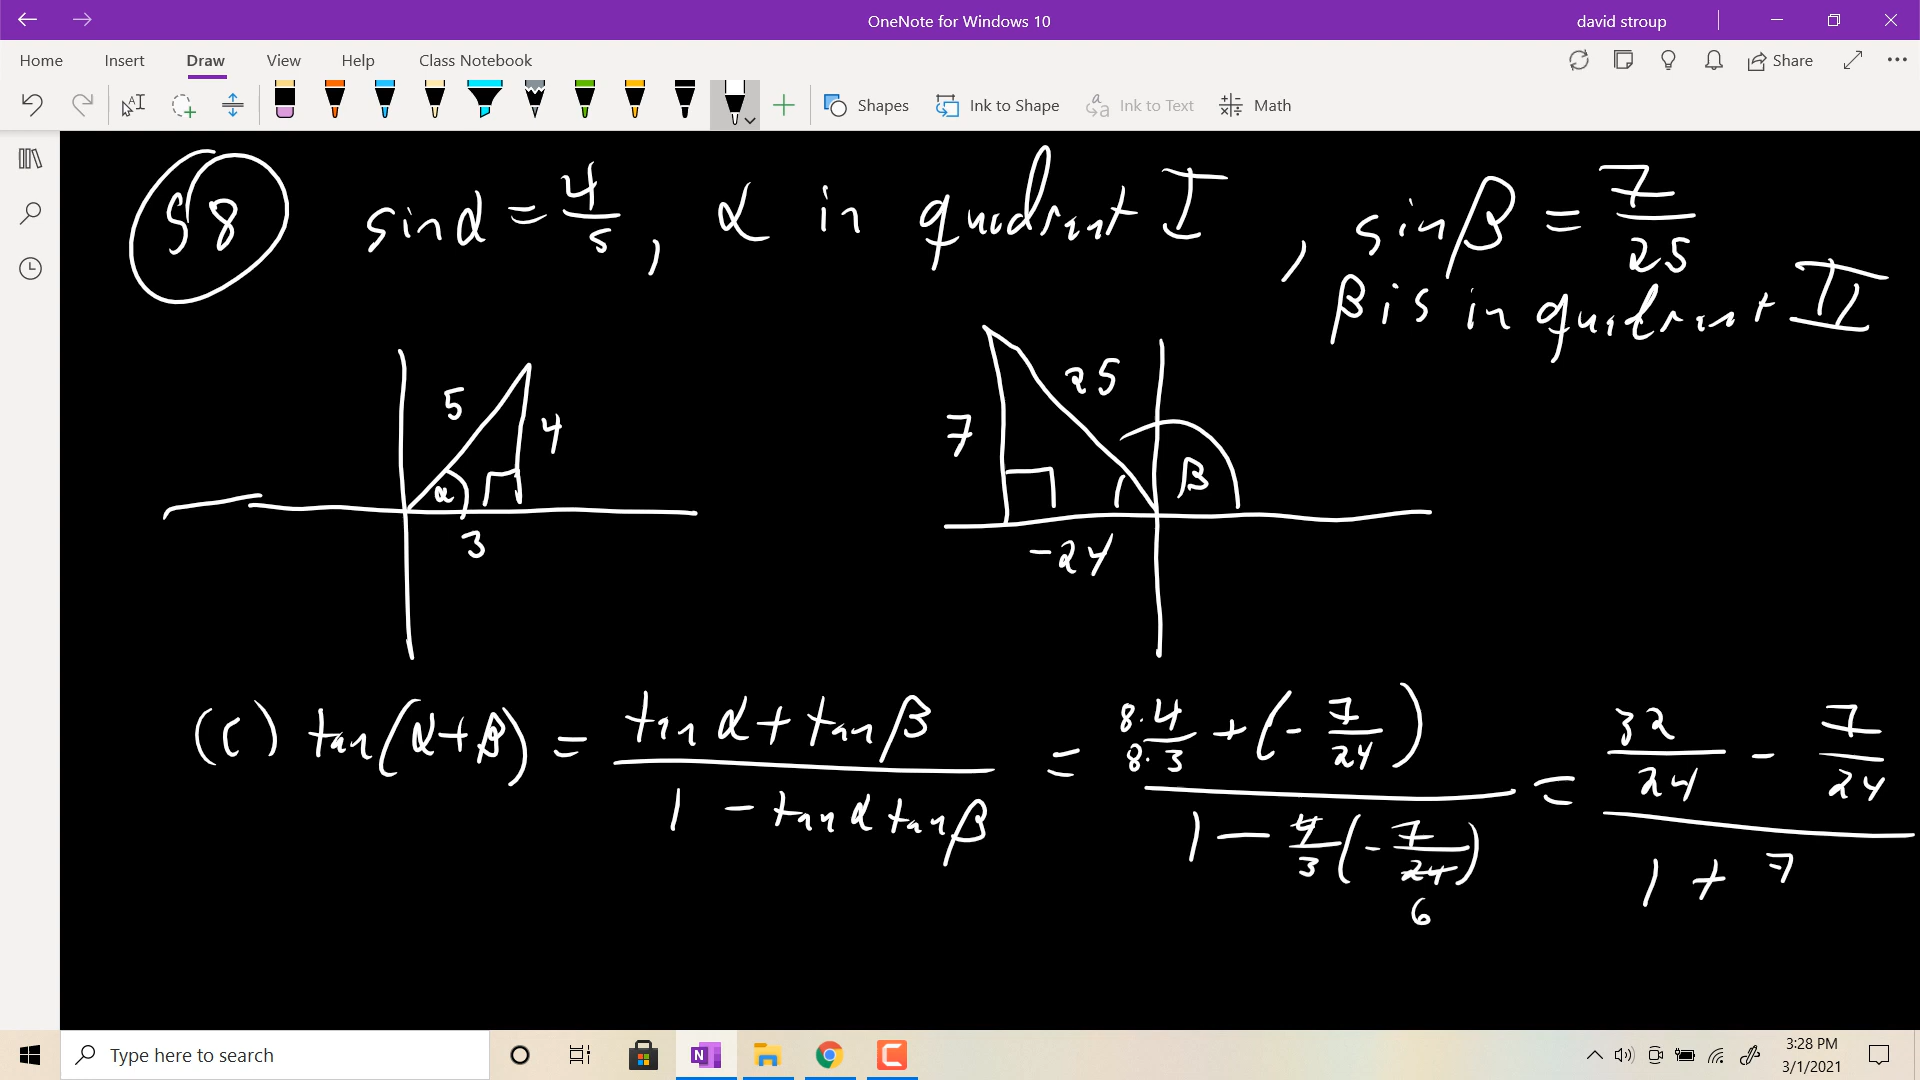 OneNote for Windows 10
david stroup
Home Insert Draw View Help Class Notebook
Share
Shapes Ink to Shape Ink to Text Math
58 sinα = 4/5, α in quadrant I, sinβ = 7/25
β is in quadrant II
5 4 α 3
25 7 β -24
(c) tan(α+β) = (tanα + tanβ)/(1 - tanα tanβ) = (8·4/8·3 + (-7/24))/(1 - 4/3(-7/24)) = (32/24 - 7/24)/(1 + 7
6
Type here to search
3:28 PM
3/1/2021